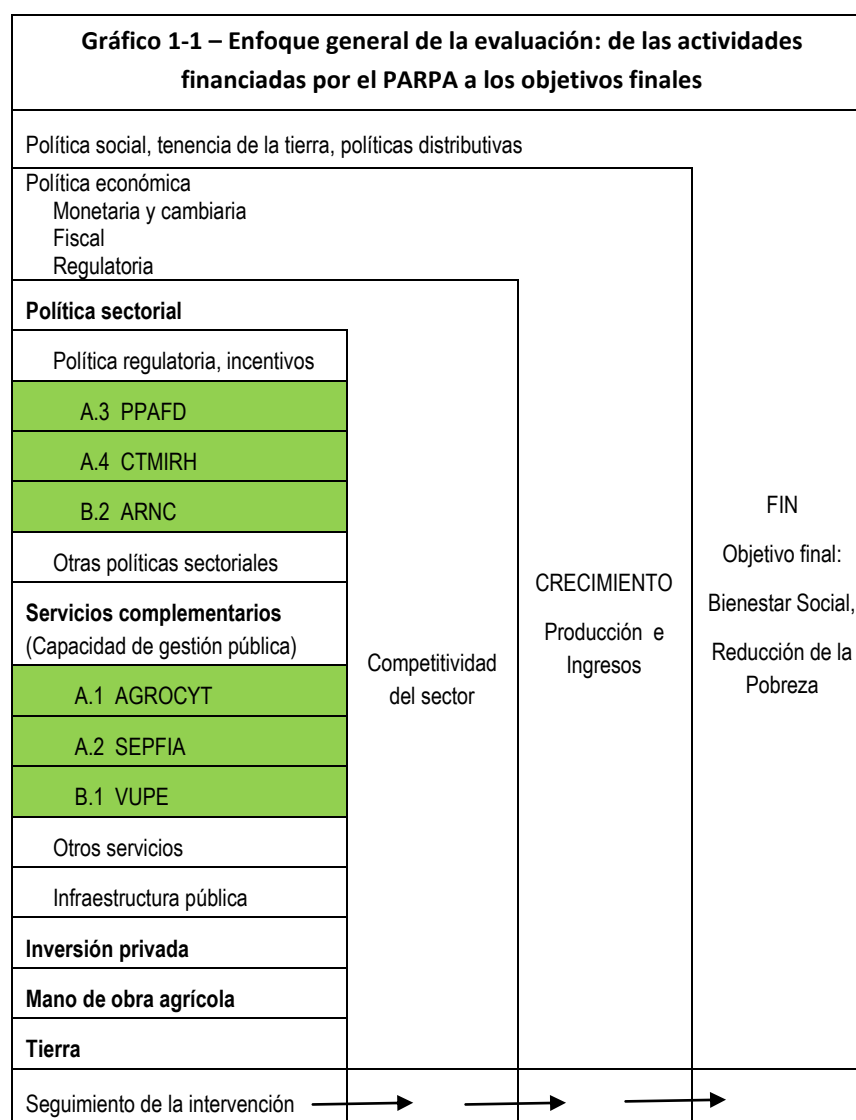 Gráfico 1-1 – Enfoque general de la evaluación: de las actividades
financiadas por el PARPA a los objetivos finales
Política social, tenencia de la tierra, políticas distributivas
Política económica
Monetaria y cambiaria
Fiscal
Regulatoria
Política sectorial
Política regulatoria, incentivos
A.3 PPAFD
A.4 CTMIRH
B.2 ARNC
Otras políticas sectoriales
Servicios complementarios
(Capacidad de gestión pública)
A.1 AGROCYT
A.2 SEPFIA
B.1 VUPE
Otros servicios
Infraestructura pública
Inversión privada
Mano de obra agrícola
Tierra
Competitividad
del sector
CRECIMIENTO
Producción e
Ingresos
FIN
Objetivo final:
Bienestar Social,
Reducción de la
Pobreza
Seguimiento de la intervención